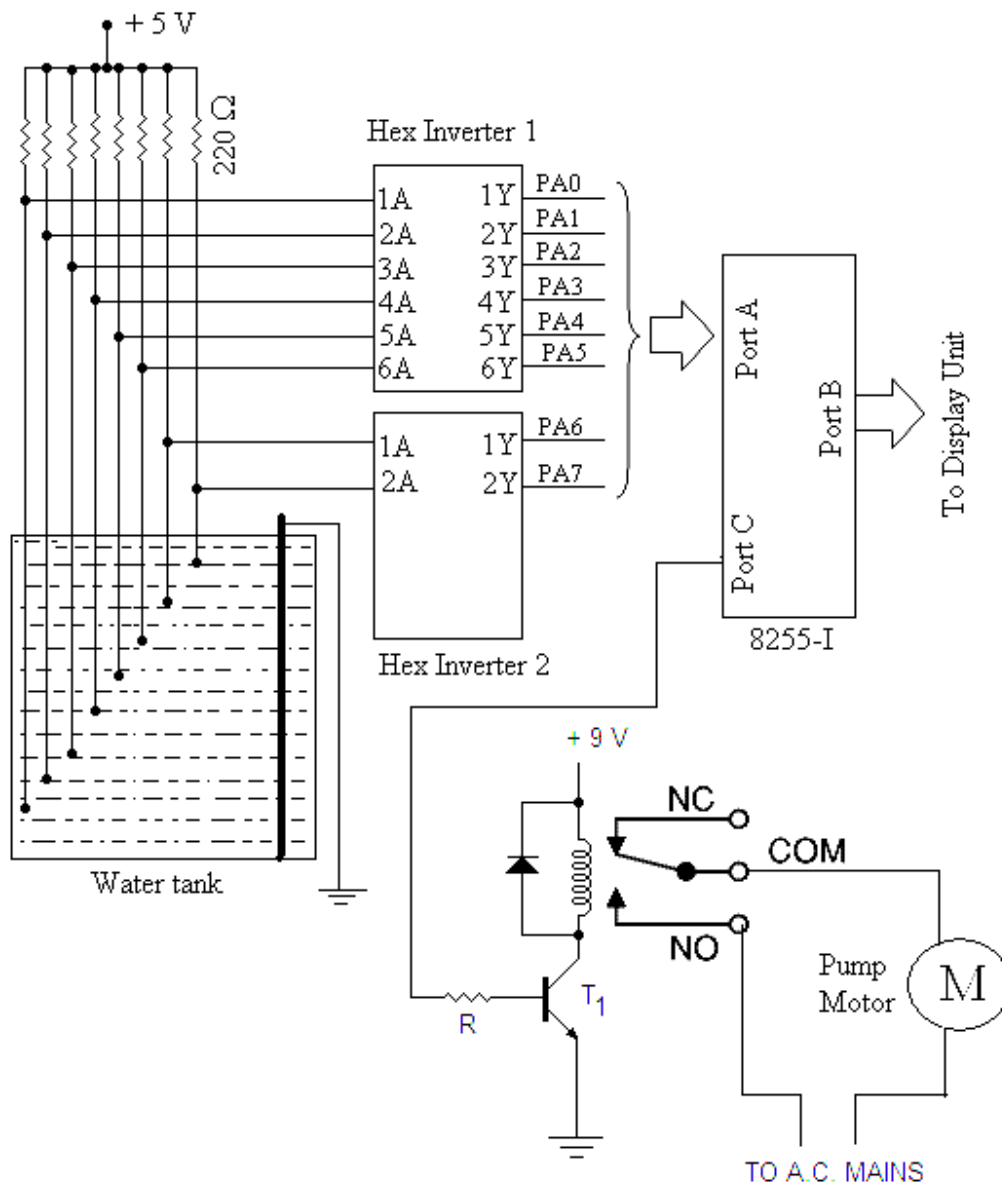 + 5 V
220 Ω
Hex Inverter 1
1A 1Y PA0
2A 2Y PA1
3A 3Y PA2
4A 4Y PA3
5A 5Y PA4
6A 6Y PA5
1A 1Y PA6
2A 2Y PA7
Hex Inverter 2
Port A
Port B
Port C
8255-I
To Display Unit
Water tank
+ 9 V
NC
COM
NO
R
T1
Pump
Motor
M
TO A.C. MAINS